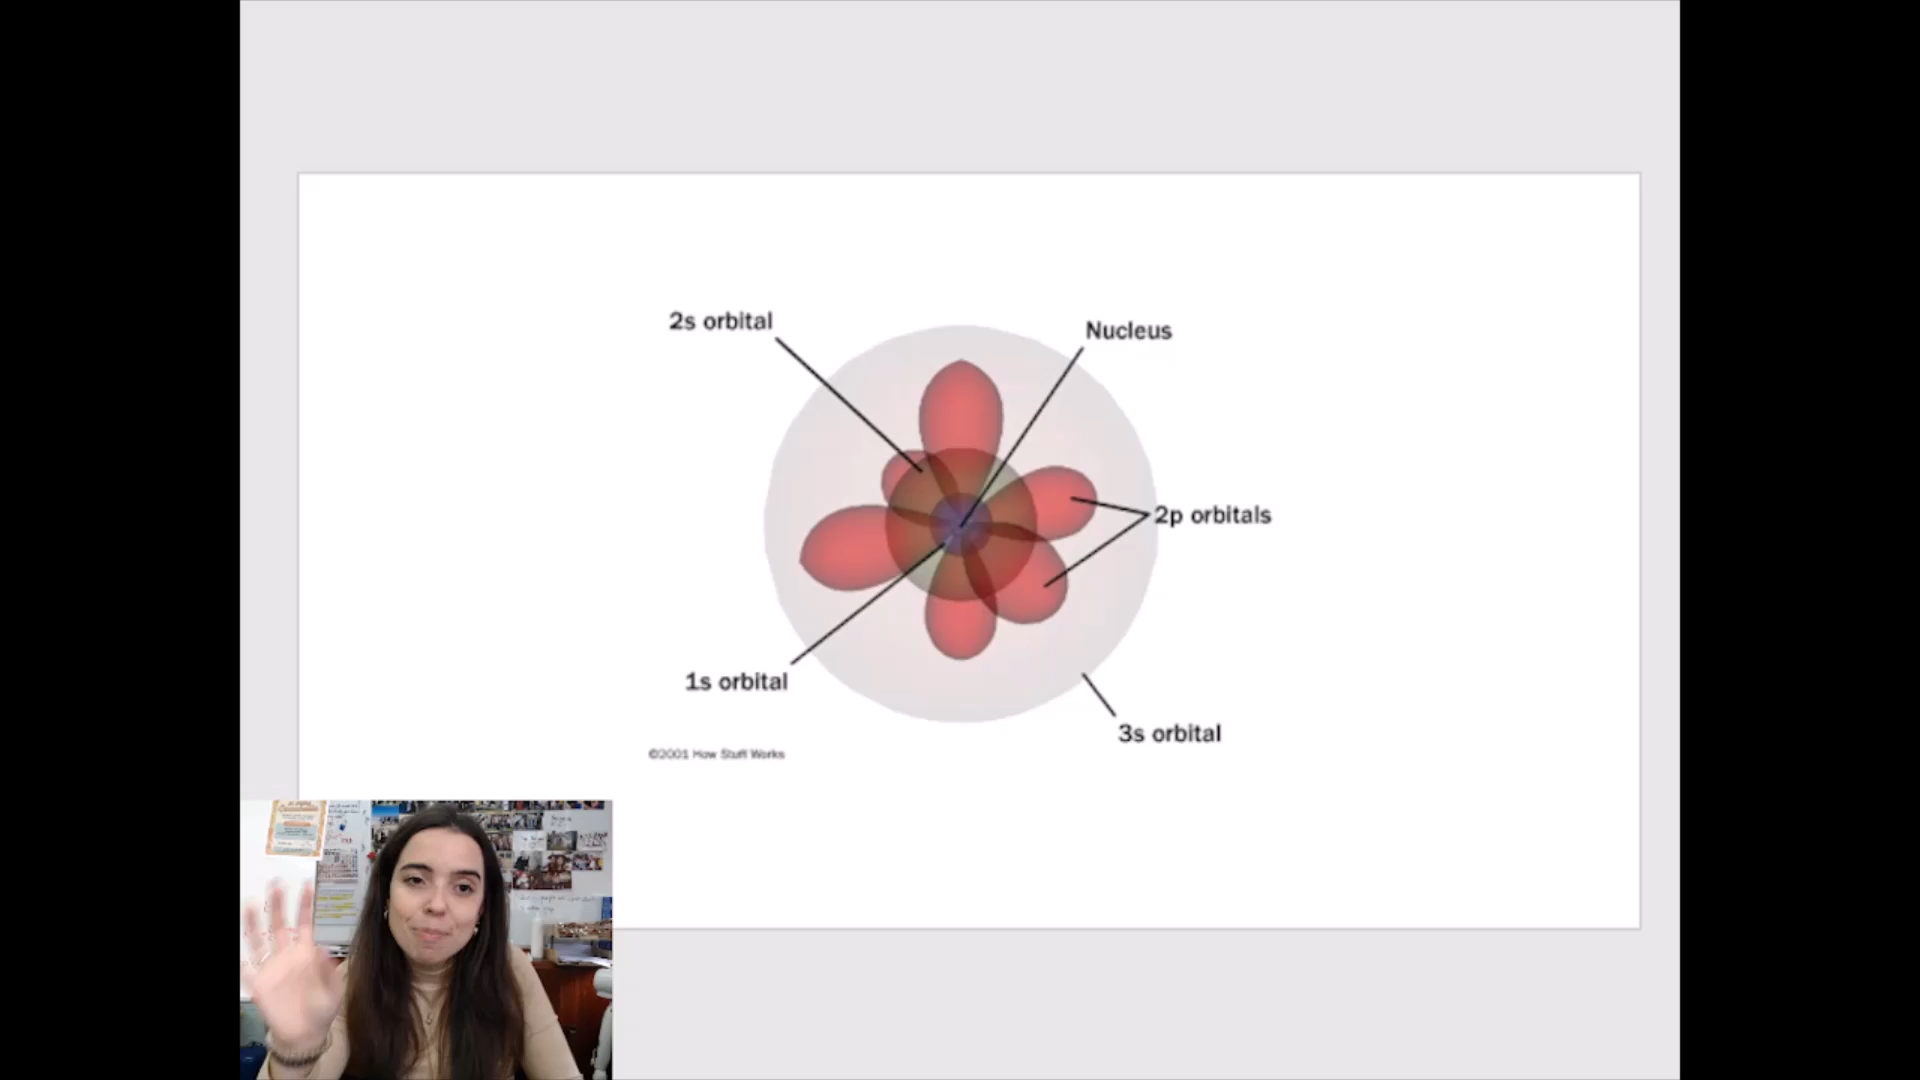 2s orbital
Nucleus
2p orbitals
1s orbital
3s orbital
©2001 How Stuff Works